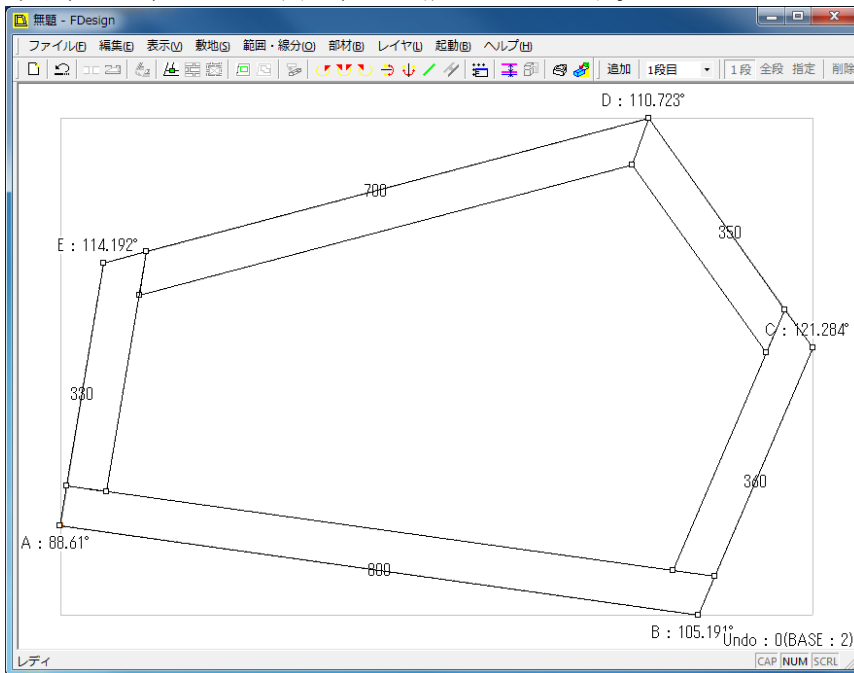 無題 - FDesign
ファイル(F) 編集(E) 表示(V) 敷地(S) 範囲・線分(O) 部材(B) レイヤ(L) 起動(B) ヘルプ(H)
追加 1段目 1段 全段 指定 削除
D : 110.723°
700
350
E : 114.192°
C : 121.284°
330
360
A : 88.61°
800
B : 105.191°
Undo : 0(BASE : 2)
レディ CAP NUM SCRL